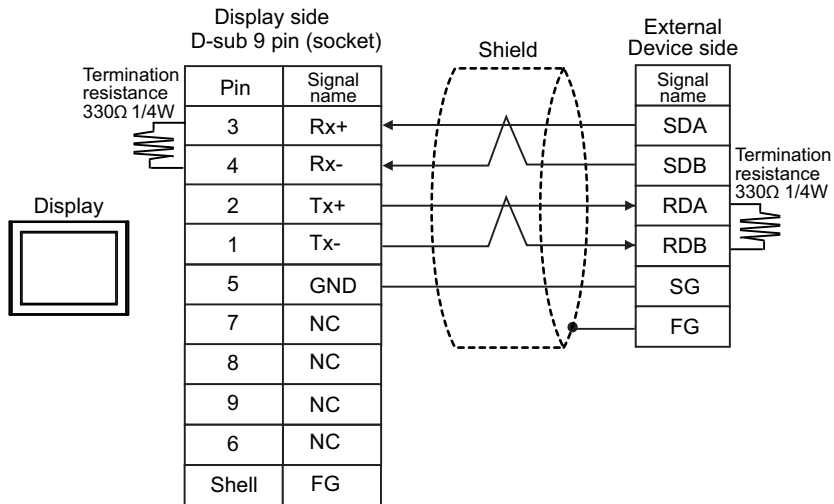 Display side
D-sub 9 pin (socket)
Shield
External
Device side
Termination
resistance
330Ω 1/4W
Pin
Signal
name
3
Rx+
4
Rx-
2
Tx+
1
Tx-
5
GND
7
NC
8
NC
9
NC
6
NC
Shell
FG
Signal
name
SDA
SDB
RDA
RDB
SG
FG
Termination
resistance
330Ω 1/4W
Display